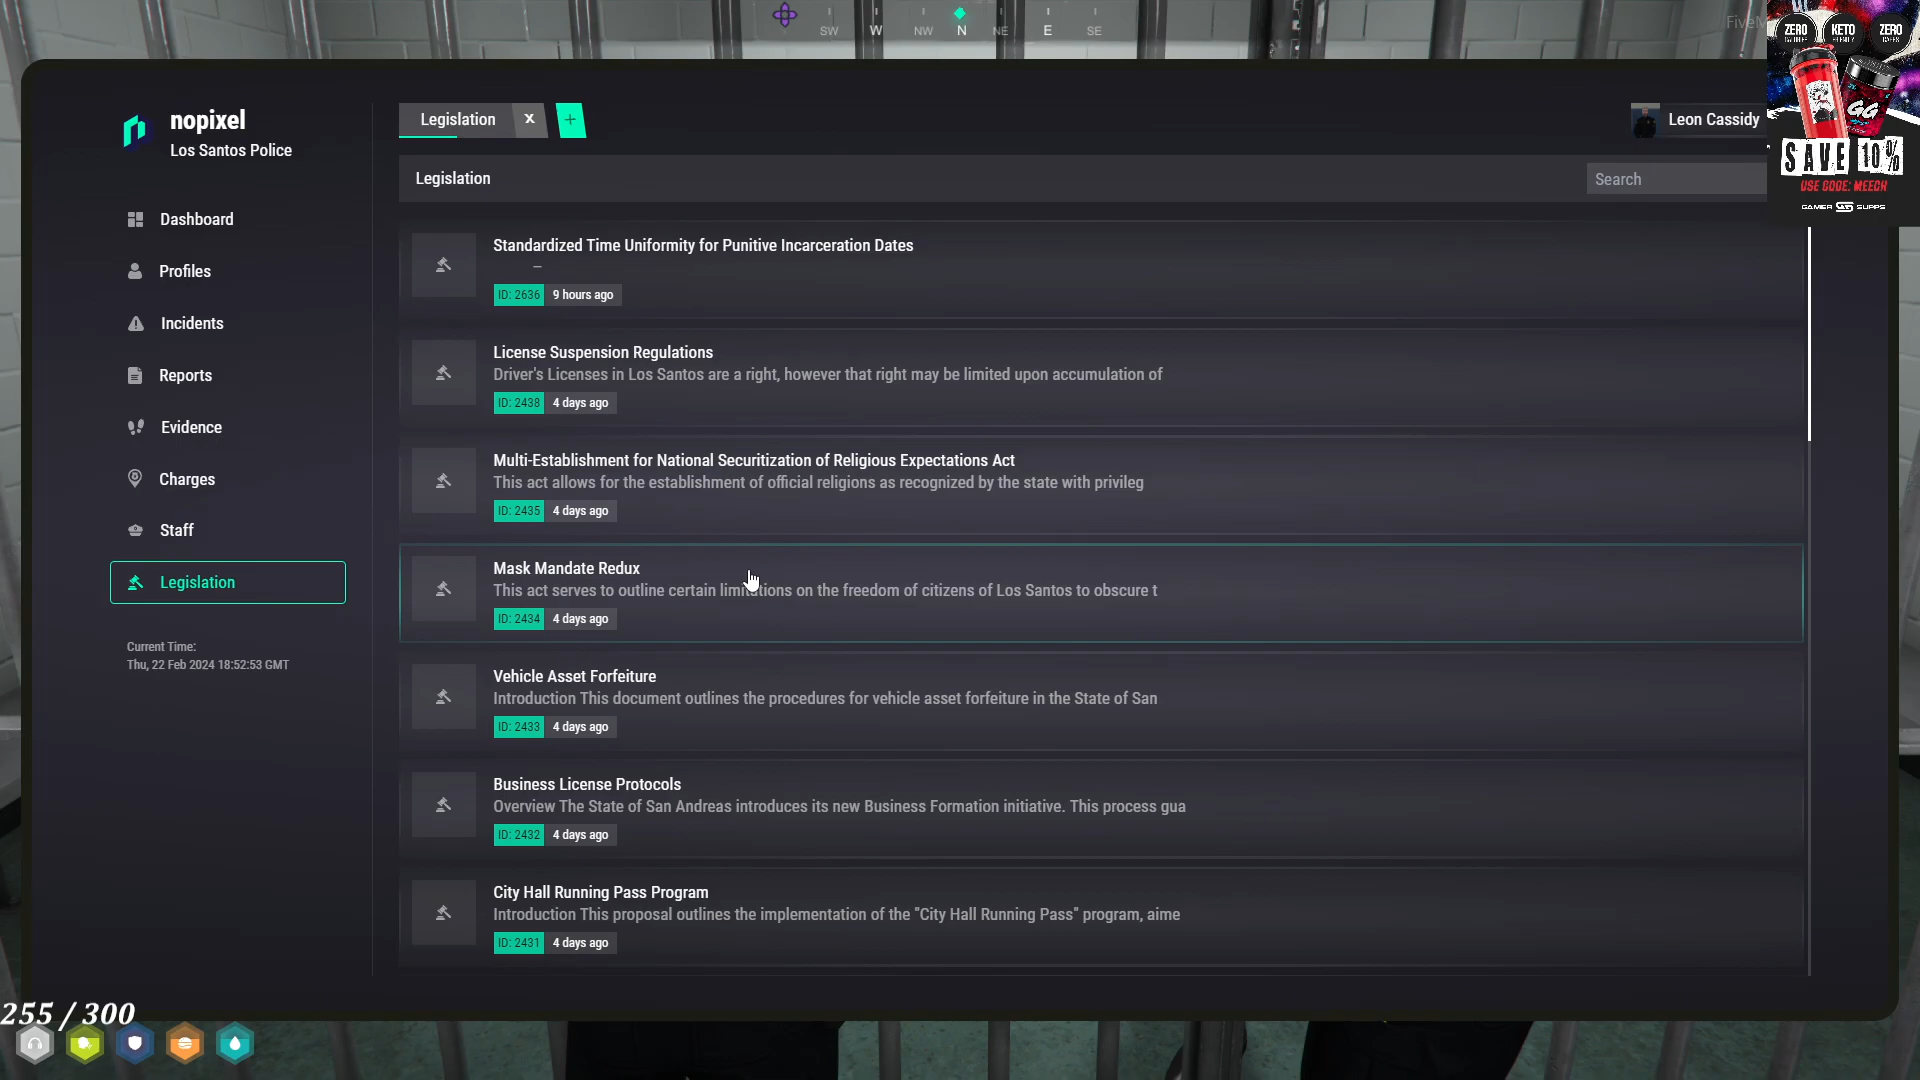 SW W NW N NE E SE
FiveM
ZERO KETO ZERO
GG
SAVE 10%
USE CODE: MEECH
GAMER SUPPS
nopixel
Los Santos Police
Legislation x +
Leon Cassidy
Legislation
Search
Dashboard
Profiles
Incidents
Reports
Evidence
Charges
Staff
Legislation
Current Time:
Thu, 22 Feb 2024 18:52:53 GMT
Standardized Time Uniformity for Punitive Incarceration Dates
–
ID: 2636 9 hours ago
License Suspension Regulations
Driver's Licenses in Los Santos are a right, however that right may be limited upon accumulation of
ID: 2438 4 days ago
Multi-Establishment for National Securitization of Religious Expectations Act
This act allows for the establishment of official religions as recognized by the state with privileg
ID: 2435 4 days ago
Mask Mandate Redux
This act serves to outline certain limitations on the freedom of citizens of Los Santos to obscure t
ID: 2434 4 days ago
Vehicle Asset Forfeiture
Introduction This document outlines the procedures for vehicle asset forfeiture in the State of San
ID: 2433 4 days ago
Business License Protocols
Overview The State of San Andreas introduces its new Business Formation initiative. This process gua
ID: 2432 4 days ago
City Hall Running Pass Program
Introduction This proposal outlines the implementation of the "City Hall Running Pass" program, aime
ID: 2431 4 days ago
255 / 300